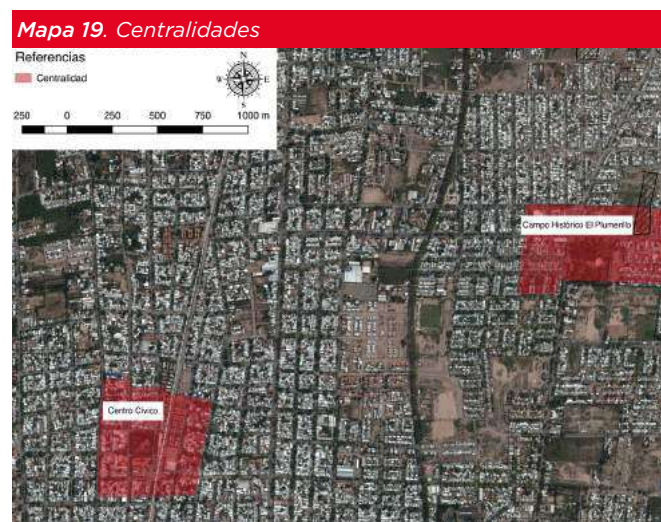 Mapa 19. Centralidades
Referencias
Centralidad
N
W E
S
250 0 250 500 750 1000 m
Campo Histórico El Plumerillo
Centro Cívico